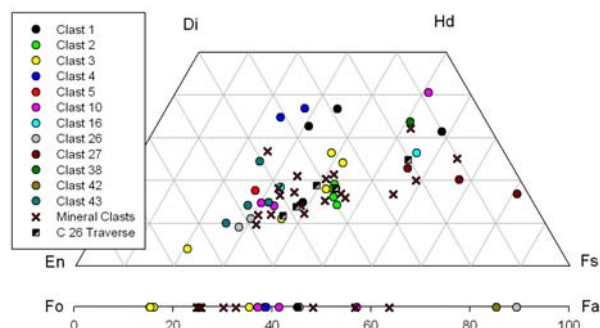 Di
Hd
Clast 1
Clast 2
Clast 3
Clast 4
Clast 5
Clast 10
Clast 16
Clast 26
Clast 27
Clast 38
Clast 42
Clast 43
Mineral Clasts
C 26 Traverse
En
Fs
Fo
Fa
0
20
40
60
80
100